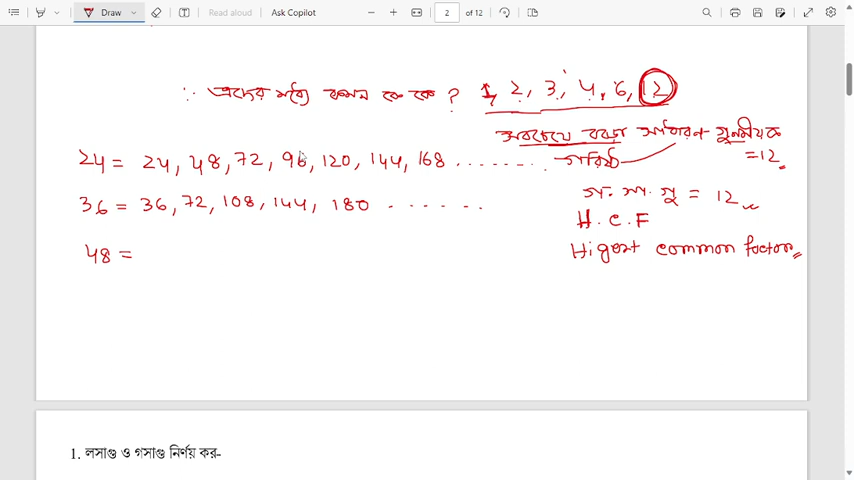 Draw
Read aloud
Ask Copilot
2 of 12
∵ এদের মধ্যে কমন কে কে ? 1, 2, 3, 4, 6, 12
সবচেয়ে বড় সাধারণ গুণনীয়ক = 12
গরিষ্ঠ
24 = 24, 48, 72, 96, 120, 144, 168 .......
36 = 36, 72, 108, 144, 180 ......
48 =
গ. সা. গু = 12
H. C. F
Higest common factor
1. লসাগু ও গসাগু নির্ণয় কর-